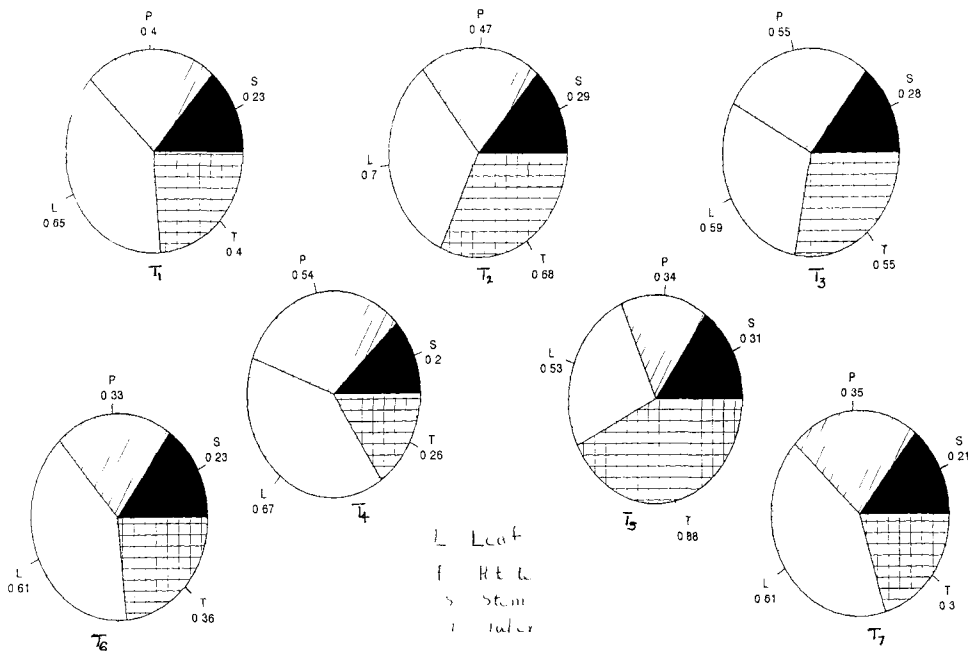 P
0.4
S
0.23
L
0.65
T
0.4
T1
P
0.47
S
0.29
L
0.7
T
0.68
T2
P
0.55
S
0.28
L
0.59
T
0.55
T3
P
0.54
S
0.2
L
0.67
T
0.26
T4
P
0.34
S
0.31
L
0.53
T
0.88
T5
P
0.33
S
0.23
L
0.61
T
0.36
T6
P
0.35
S
0.21
L
0.61
T
0.3
T7
L Leaf
S Stem